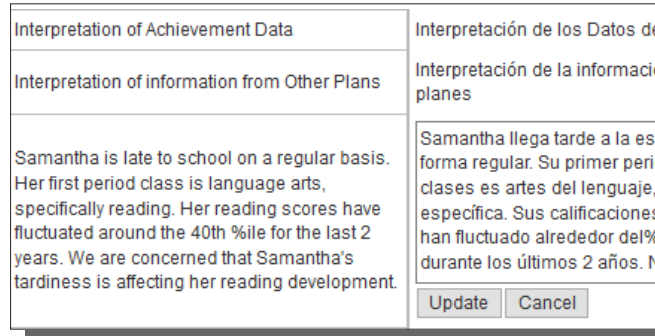 Interpretation of Achievement Data
Interpretación de los Datos de
Interpretation of information from Other Plans
Interpretación de la informaci
planes
Samantha is late to school on a regular basis.
Her first period class is language arts,
specifically reading. Her reading scores have
fluctuated around the 40th %ile for the last 2
years. We are concerned that Samantha's
tardiness is affecting her reading development.
Samantha llega tarde a la es
forma regular. Su primer peri
clases es artes del lenguaje,
específica. Sus calificaciones
han fluctuado alrededor del%
durante los últimos 2 años. N
Update Cancel